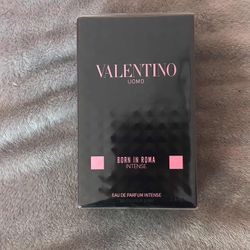 VALENTINO
UOMO
BORN IN ROMA
INTENSE
EAU DE PARFUM INTENSE